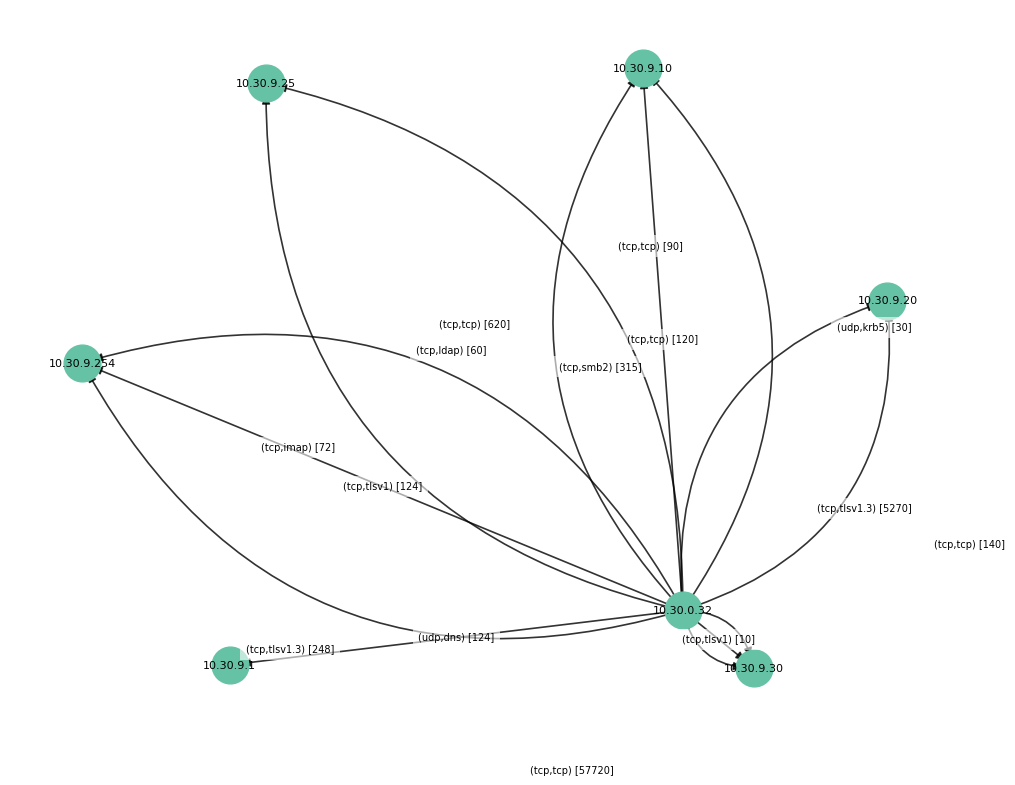 10.30.9.10
10.30.9.25
(tcp,tcp) [90]
10.30.9.20
(tcp,tcp) [620]
(udp,krb5) [30]
(tcp,tcp) [120]
(tcp,ldap) [60]
10.30.9.254
(tcp,smb2) [315]
(tcp,imap) [72]
(tcp,tlsv1) [124]
(tcp,tlsv1.3) [5270]
(tcp,tcp) [140]
10.30.0.32
(udp,dns) [124]
(tcp,tlsv1) [10]
(tcp,tlsv1.3) [248]
10.30.9.1
10.30.9.30
(tcp,tcp) [57720]